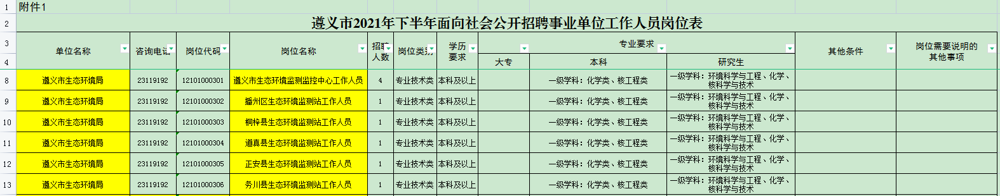 1 附件1
2 遵义市2021年下半年面向社会公开招聘事业单位工作人员岗位表
3 单位名称 咨询电话 岗位代码 岗位名称 招聘人数 岗位类别 学历要求 专业要求 其他条件 岗位需要说明的其他事项
4 大专 本科 研究生
8 遵义市生态环境局 23119192 12101000301 遵义市生态环境监测监控中心工作人员 4 专业技术类 本科及以上 一级学科：化学类、核工程类 一级学科：环境科学与工程、化学、核科学与技术
9 遵义市生态环境局 23119192 12101000302 播州区生态环境监测站工作人员 1 专业技术类 本科及以上 一级学科：化学类、核工程类 一级学科：环境科学与工程、化学、核科学与技术
10 遵义市生态环境局 23119192 12101000303 桐梓县生态环境监测站工作人员 1 专业技术类 本科及以上 一级学科：化学类、核工程类 一级学科：环境科学与工程、化学、核科学与技术
11 遵义市生态环境局 23119192 12101000304 道真县生态环境监测站工作人员 1 专业技术类 本科及以上 一级学科：化学类、核工程类 一级学科：环境科学与工程、化学、核科学与技术
12 遵义市生态环境局 23119192 12101000305 正安县生态环境监测站工作人员 1 专业技术类 本科及以上 一级学科：化学类、核工程类 一级学科：环境科学与工程、化学、核科学与技术
13 遵义市生态环境局 23119192 12101000306 务川县生态环境监测站工作人员 1 专业技术类 本科及以上 一级学科：化学类、核工程类 一级学科：环境科学与工程、化学、核科学与技术